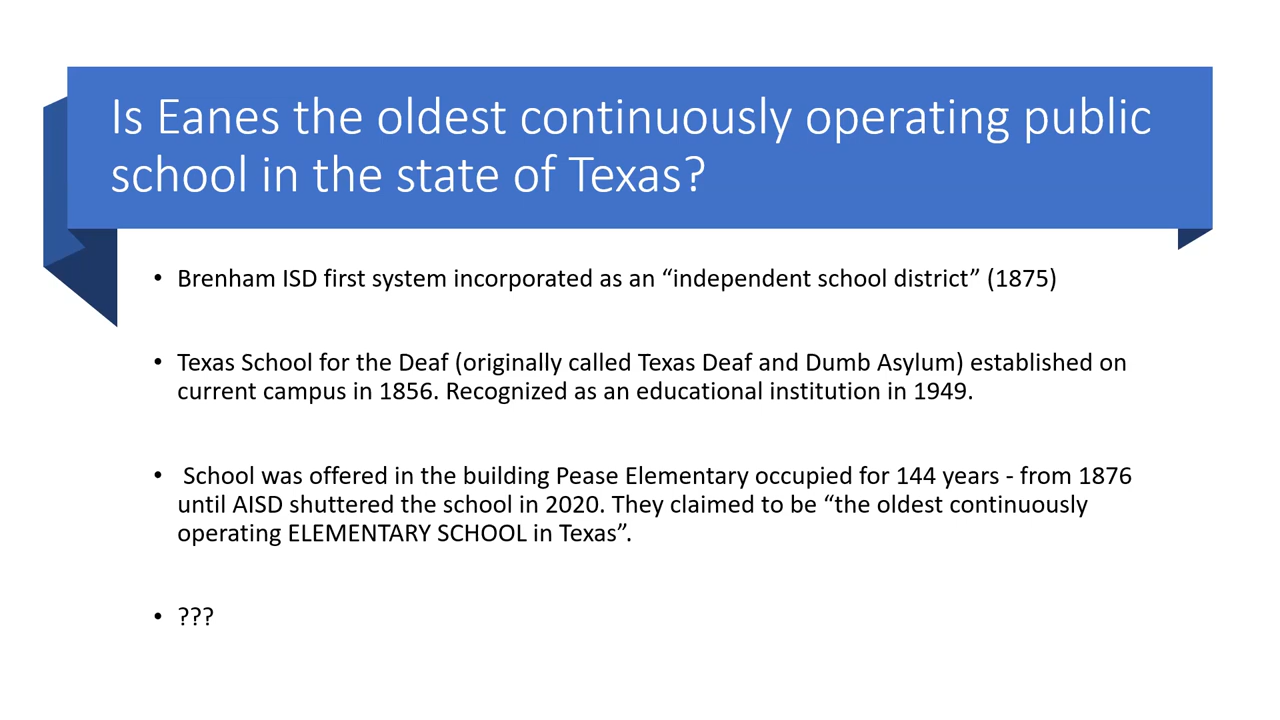 Is Eanes the oldest continuously operating public
school in the state of Texas?
• Brenham ISD first system incorporated as an “independent school district” (1875)
• Texas School for the Deaf (originally called Texas Deaf and Dumb Asylum) established on
current campus in 1856. Recognized as an educational institution in 1949.
• School was offered in the building Pease Elementary occupied for 144 years - from 1876
until AISD shuttered the school in 2020. They claimed to be “the oldest continuously
operating ELEMENTARY SCHOOL in Texas”.
• ???